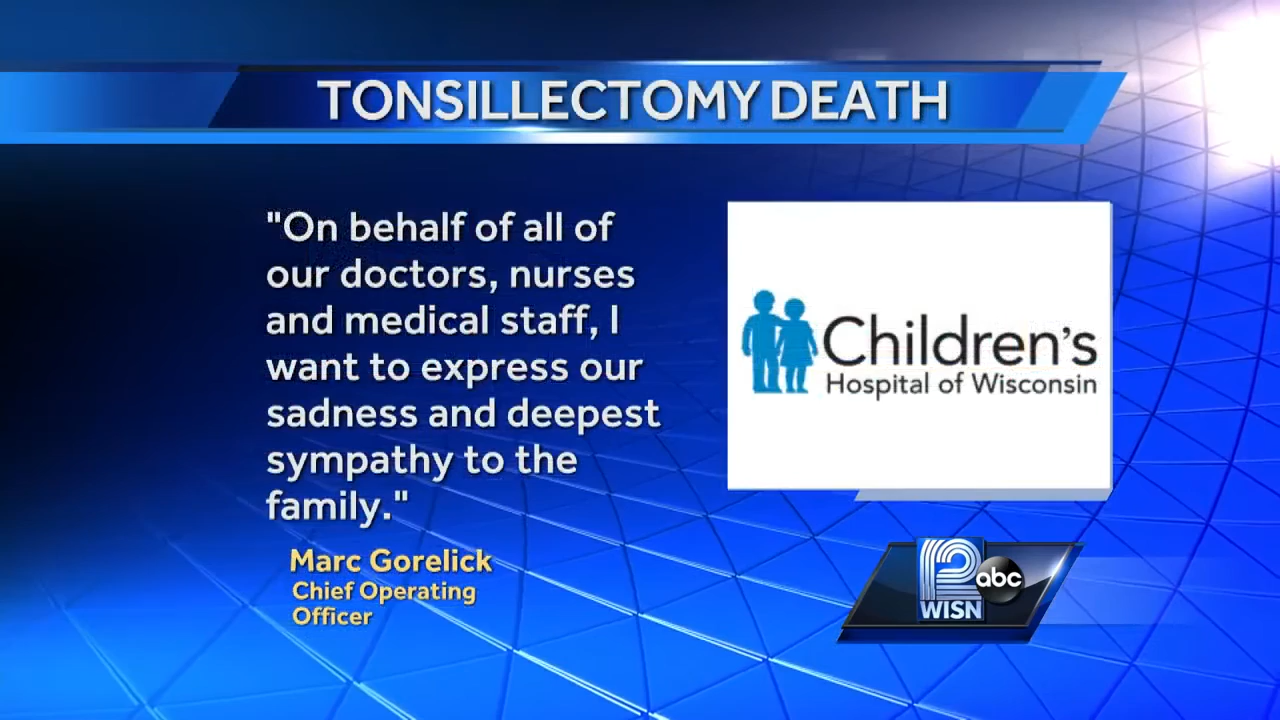 TONSILLECTOMY DEATH
"On behalf of all of
our doctors, nurses
and medical staff, I
want to express our
sadness and deepest
sympathy to the
family."
Marc Gorelick
Chief Operating
Officer
Children's
Hospital of Wisconsin
12
abc
WISN